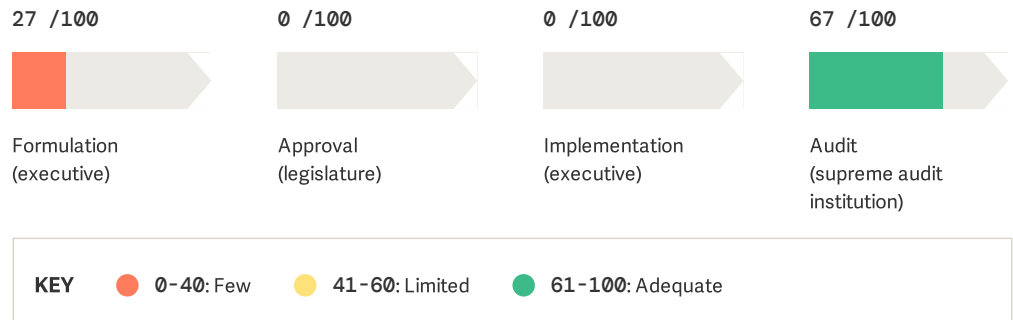 27 /100
0 /100
0 /100
67 /100
Formulation
(executive)
Approval
(legislature)
Implementation
(executive)
Audit
(supreme audit
institution)
KEY
0-40: Few
41-60: Limited
61-100: Adequate